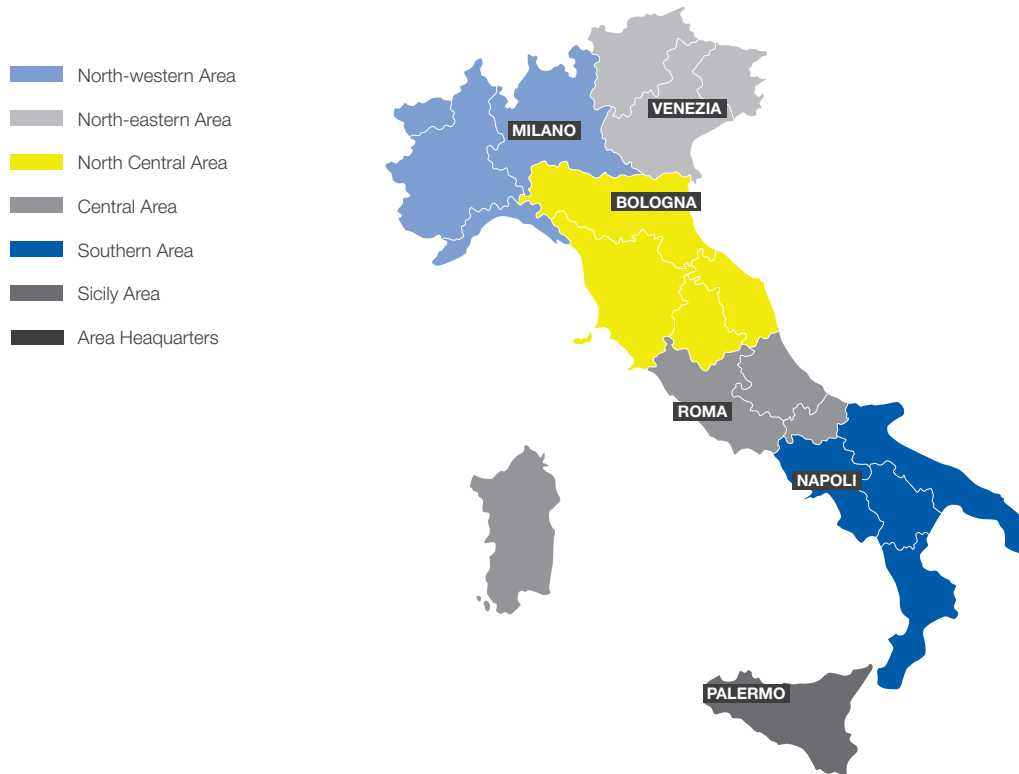 North-western Area
North-eastern Area
North Central Area
Central Area
Southern Area
Sicily Area
Area Heaquarters
VENEZIA
MILANO
BOLOGNA
ROMA
NAPOLI
PALERMO